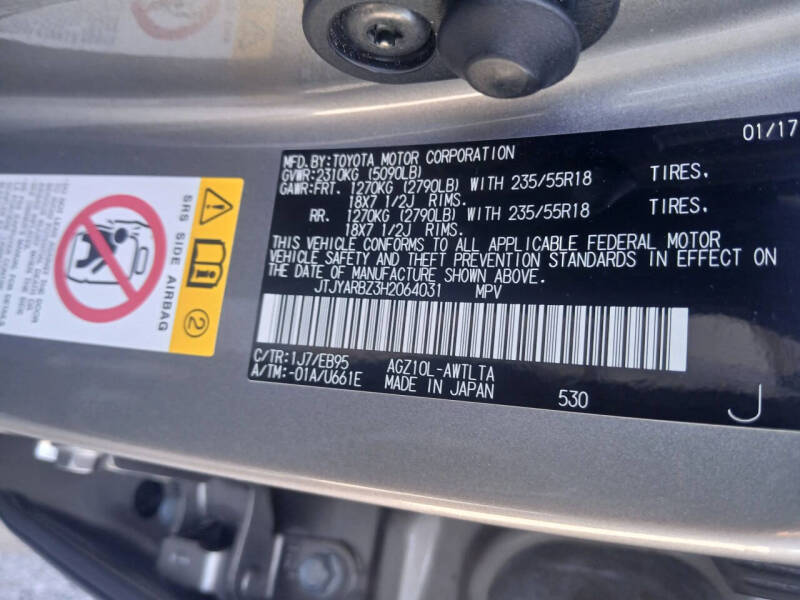 01/17
MFD. BY: TOYOTA MOTOR CORPORATION
GVWR: 2310KG (5090LB)
GAWR: FRT. 1270KG (2790LB) WITH 235/55R18 TIRES.
18X7 1/2J RIMS.
RR. 1270KG (2790LB) WITH 235/55R18 TIRES.
18X7 1/2J RIMS.
THIS VEHICLE CONFORMS TO ALL APPLICABLE FEDERAL MOTOR
VEHICLE SAFETY AND THEFT PREVENTION STANDARDS IN EFFECT ON
THE DATE OF MANUFACTURE SHOWN ABOVE.
JTJYARBZ3H2064031 MPV
C/TR: 1J7/EB95 AGZ10L-AWTLTA
A/TM: -01A/U661E MADE IN JAPAN
530
J
SRS SIDE AIRBAG
2